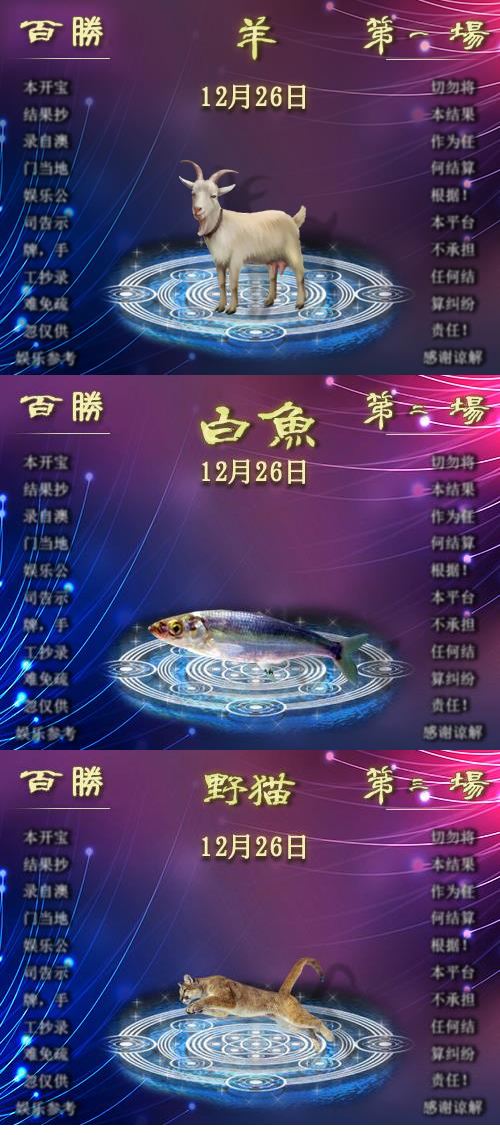 百勝
羊
第一場
12月26日
本开宝
结果抄
录自澳
门当地
娱乐公
司告示
牌，手
工抄录
难免疏
忽仅供
娱乐参考
切勿将
本结果
作为任
何结算
根据！
本平台
不承担
任何结
算纠纷
责任！
感谢谅解
百勝
白魚
第二場
12月26日
本开宝
结果抄
录自澳
门当地
娱乐公
司告示
牌，手
工抄录
难免疏
忽仅供
娱乐参考
切勿将
本结果
作为任
何结算
根据！
本平台
不承担
任何结
算纠纷
责任！
感谢谅解
百勝
野猫
第三場
12月26日
本开宝
结果抄
录自澳
门当地
娱乐公
司告示
牌，手
工抄录
难免疏
忽仅供
娱乐参考
切勿将
本结果
作为任
何结算
根据！
本平台
不承担
任何结
算纠纷
责任！
感谢谅解